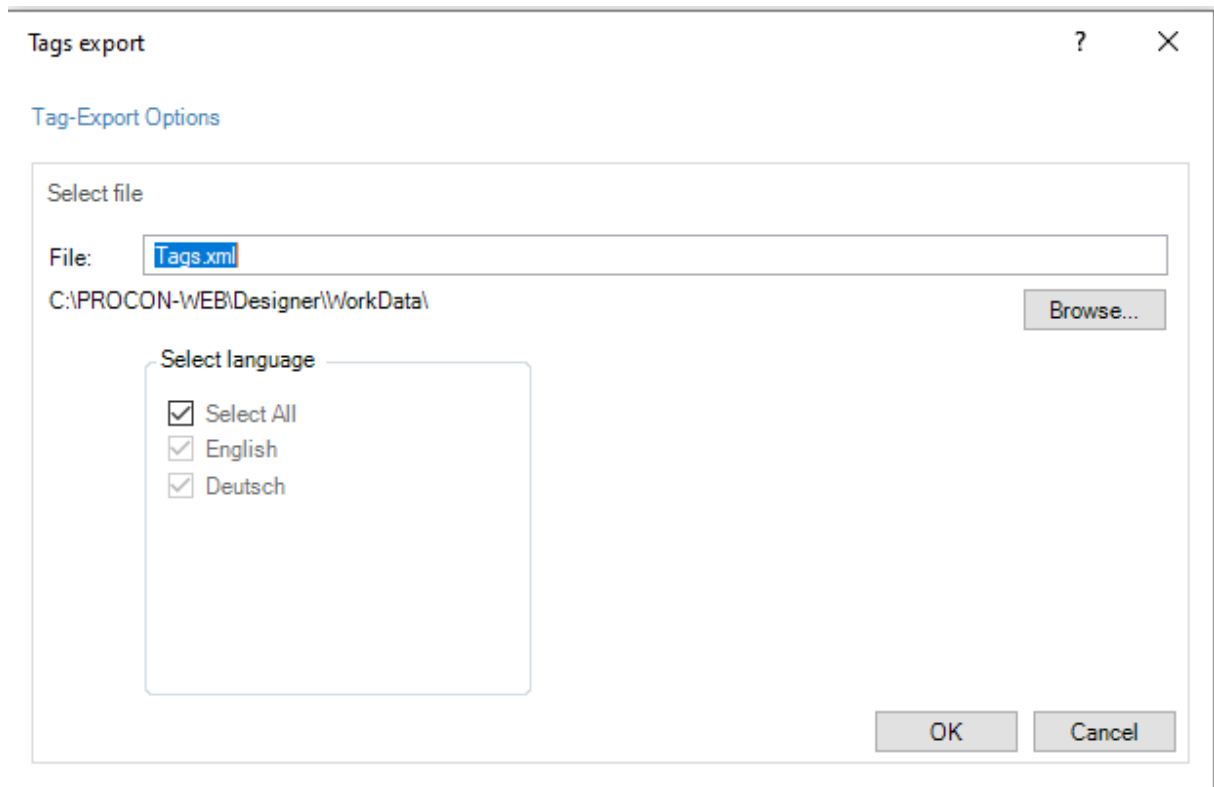 Tags export ?
Tag-Export Options
Select file
File: Tags.xml
C:\PROCON-WEB\Designer\WorkData\
Browse...
Select language
Select All
English
Deutsch
OK Cancel